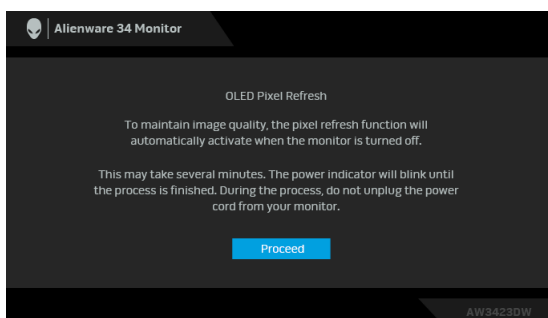 Alienware 34 Monitor
OLED Pixel Refresh
To maintain image quality, the pixel refresh function will
automatically activate when the monitor is turned off.
This may take several minutes. The power indicator will blink until
the process is finished. During the process, do not unplug the power
cord from your monitor.
Proceed
AW3423DW